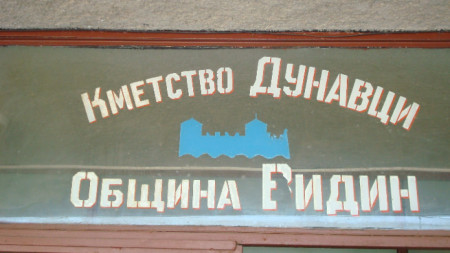 Кметство Дунавци
Община Видин